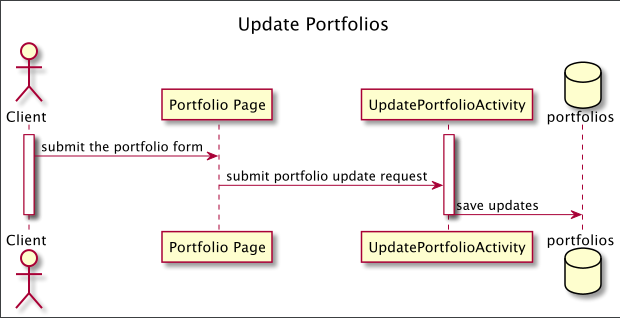 Update Portfolios
Client
Portfolio Page
UpdatePortfolioActivity
portfolios
submit the portfolio form
submit portfolio update request
save updates
Client
Portfolio Page
UpdatePortfolioActivity
portfolios